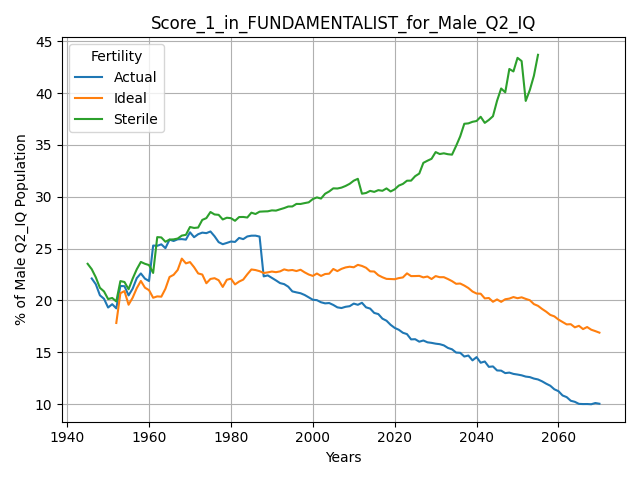 Score_1_in_FUNDAMENTALIST_for_Male_Q2_IQ
% of Male Q2_IQ Population
45
40
35
30
25
20
15
10
Fertility
Actual
Ideal
Sterile
1940 1960 1980 2000 2020 2040 2060
Years